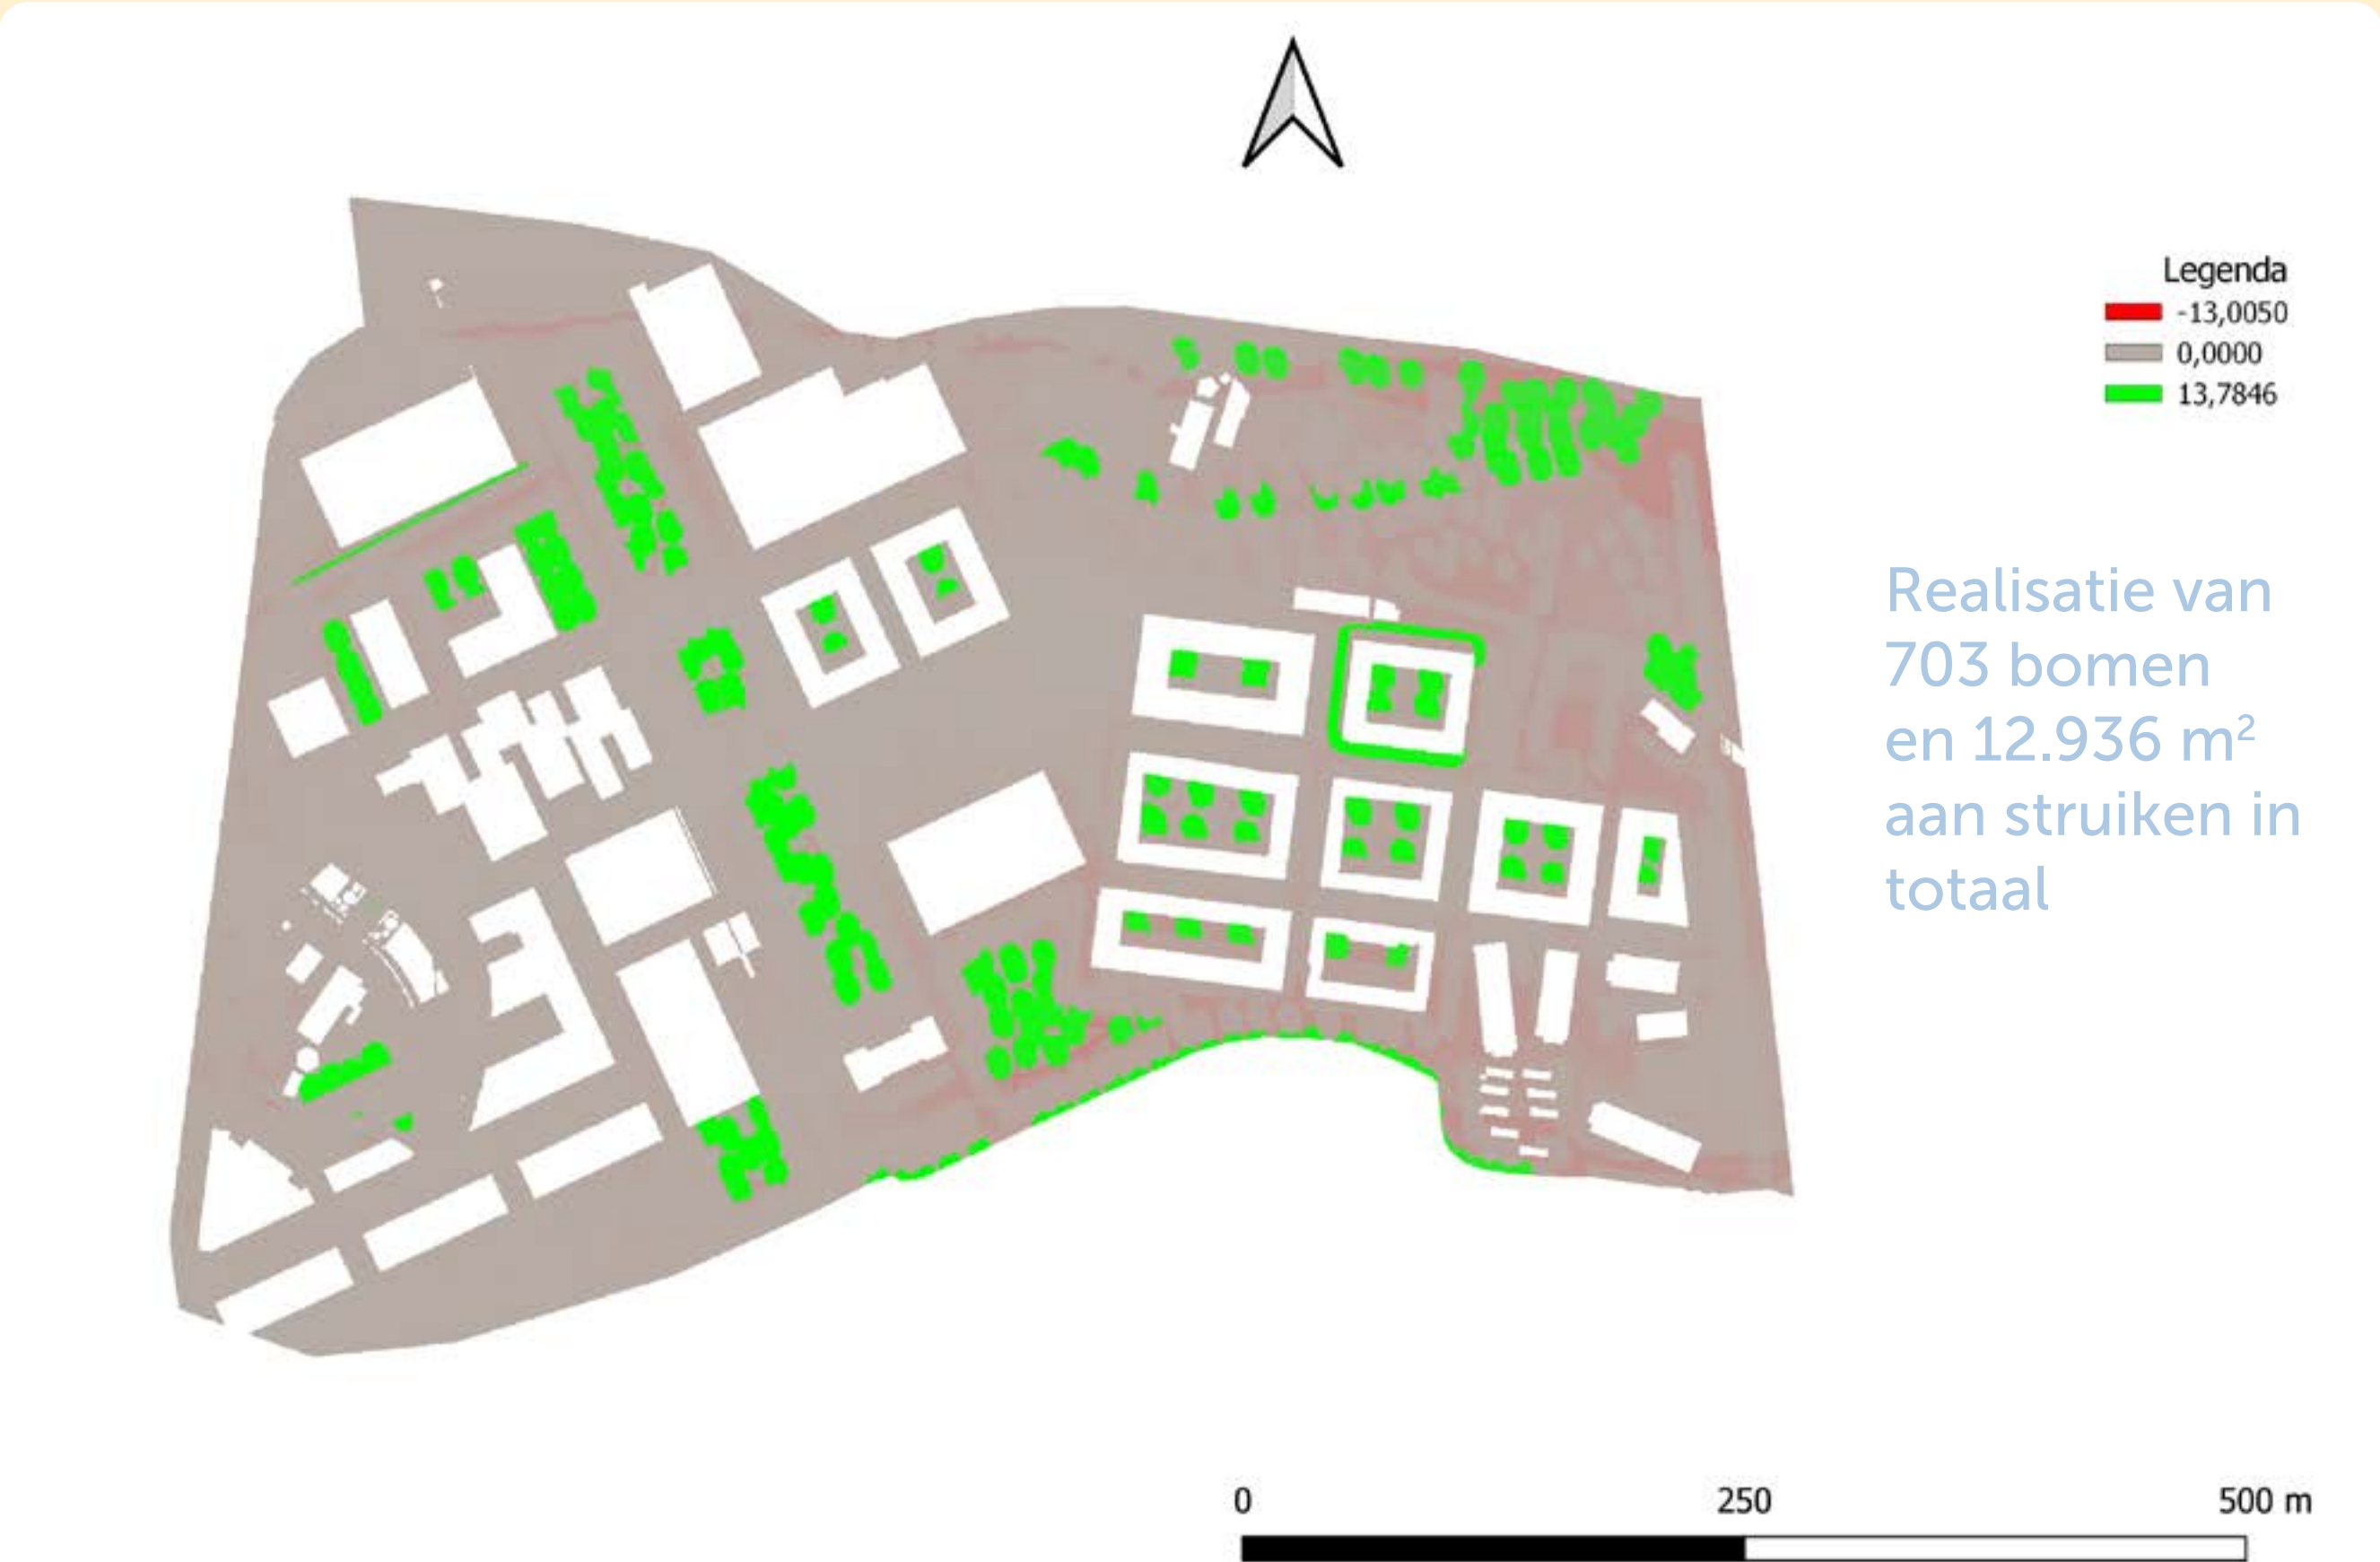 Legenda
-13,0050
0,0000
13,7846
Realisatie van
703 bomen
en 12.936 m²
aan struiken in
totaal
0 250 500 m